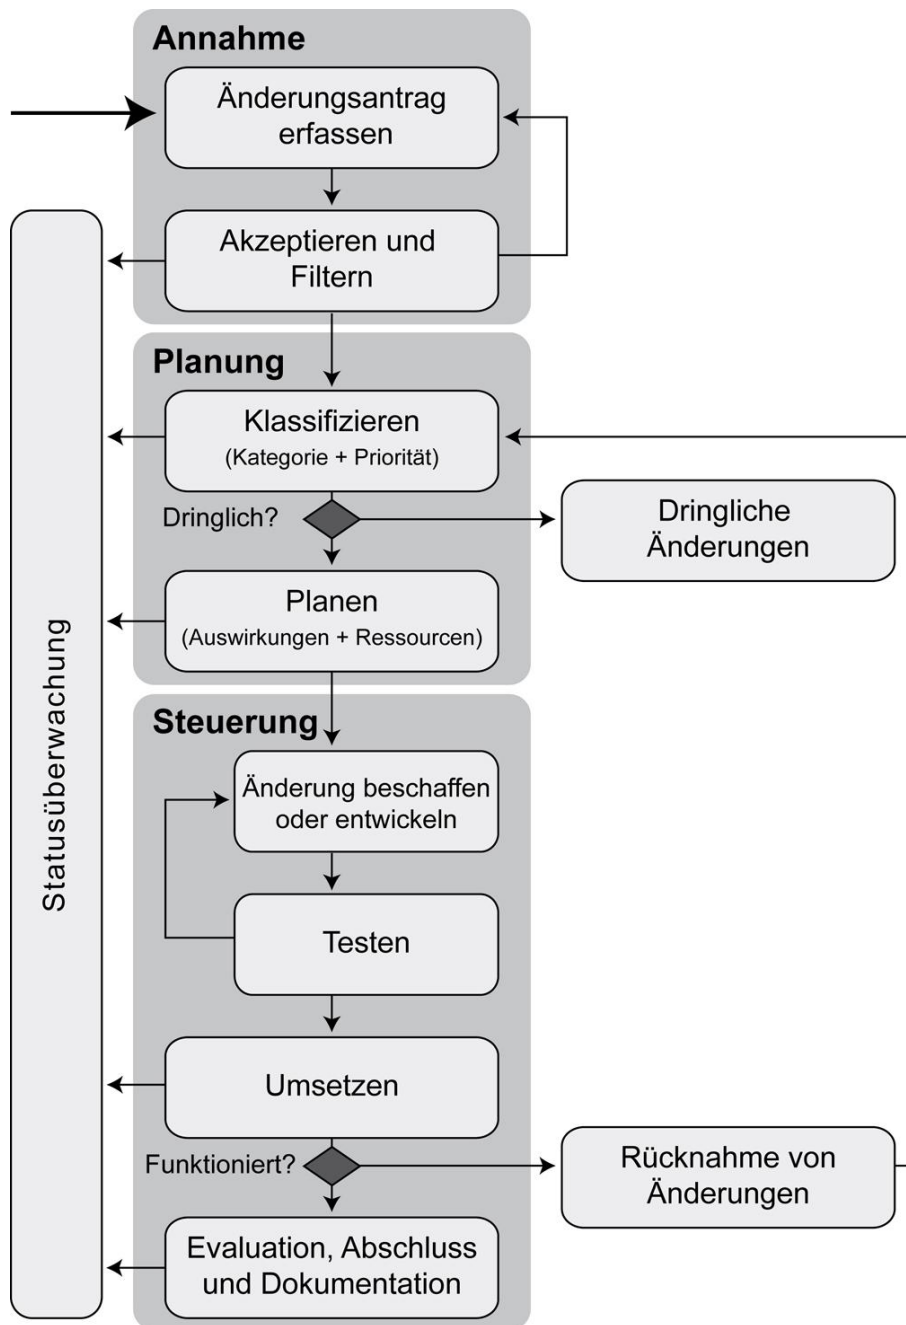 Annahme
Änderungsantrag
erfassen
Akzeptieren und
Filtern
Planung
Klassifizieren
(Kategorie + Priorität)
Dringlich?
Dringliche
Änderungen
Planen
(Auswirkungen + Ressourcen)
Statusüberwachung
Steuerung
Änderung beschaffen
oder entwickeln
Testen
Umsetzen
Funktioniert?
Rücknahme von
Änderungen
Evaluation, Abschluss
und Dokumentation